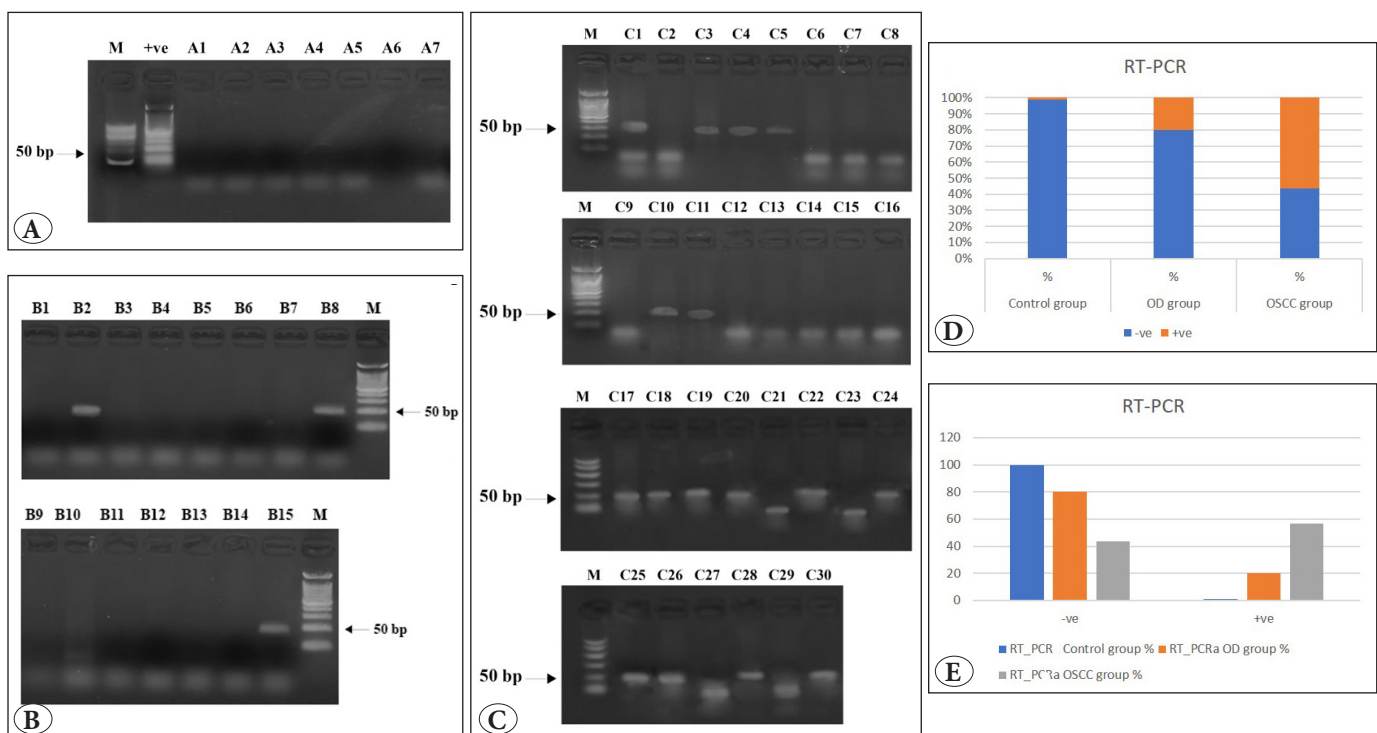 M +ve A1 A2 A3 A4 A5 A6 A7
50 bp
A
B1 B2 B3 B4 B5 B6 B7 B8 M
50 bp
B9 B10 B11 B12 B13 B14 B15 M
50 bp
B
M C1 C2 C3 C4 C5 C6 C7 C8
50 bp
M C9 C10 C11 C12 C13 C14 C15 C16
50 bp
M C17 C18 C19 C20 C21 C22 C23 C24
50 bp
M C25 C26 C27 C28 C29 C30
50 bp
C
RT-PCR
100%
90%
80%
70%
60%
50%
40%
30%
20%
10%
0%
% % %
Control group OD group OSCC group
-ve +ve
D
RT-PCR
120
100
80
60
40
20
0
-ve +ve
RT_PCR Control group % RT_PCRa OD group %
RT_PCRa OSCC group %
E